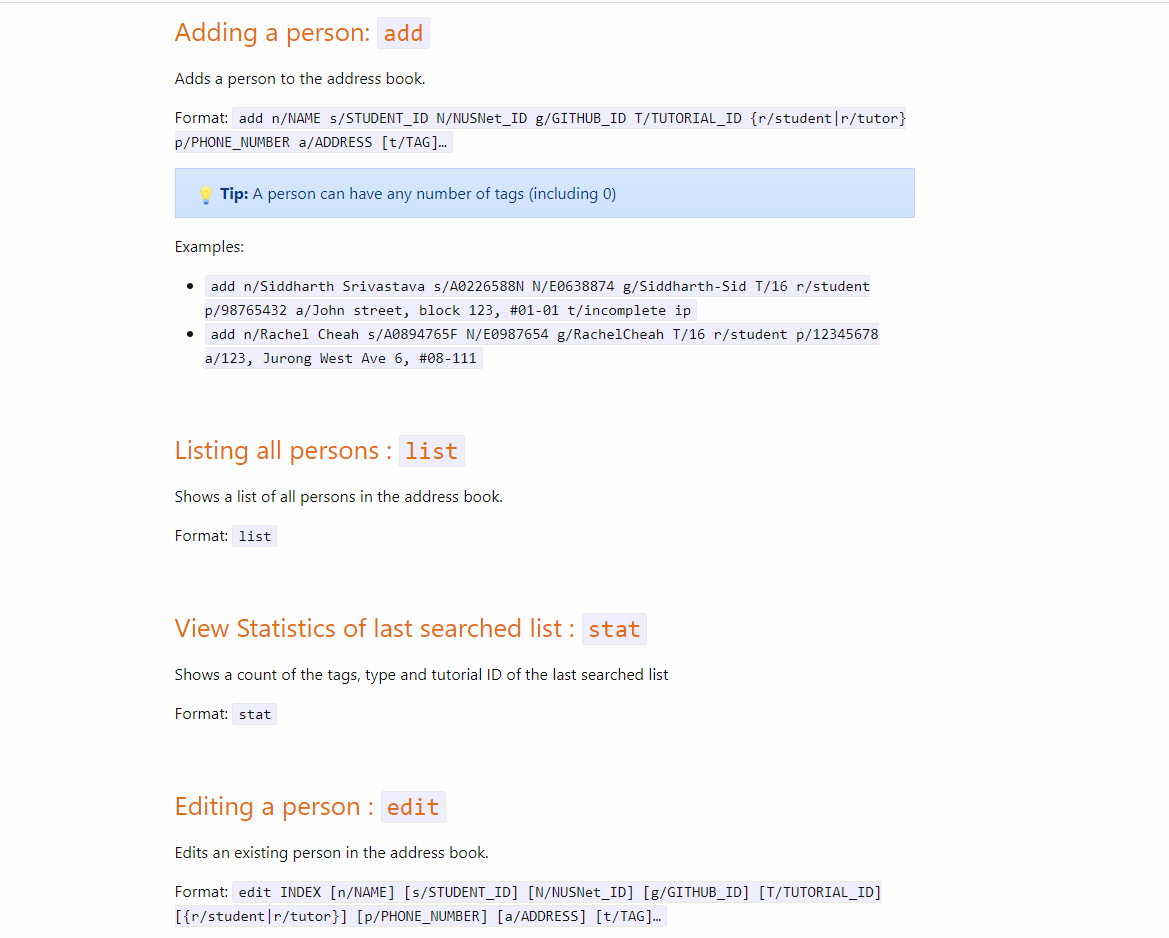 Adding a person: add
Adds a person to the address book.
Format: add n/NAME s/STUDENT_ID N/NUSNet_ID g/GITHUB_ID T/TUTORIAL_ID {r/student|r/tutor}
p/PHONE_NUMBER a/ADDRESS [t/TAG]…
💡 Tip: A person can have any number of tags (including 0)
Examples:
• add n/Siddharth Srivastava s/A0226588N N/E0638874 g/Siddharth-Sid T/16 r/student
p/98765432 a/John street, block 123, #01-01 t/incomplete ip
• add n/Rachel Cheah s/A0894765F N/E0987654 g/RachelCheah T/16 r/student p/12345678
a/123, Jurong West Ave 6, #08-111
Listing all persons : list
Shows a list of all persons in the address book.
Format: list
View Statistics of last searched list : stat
Shows a count of the tags, type and tutorial ID of the last searched list
Format: stat
Editing a person : edit
Edits an existing person in the address book.
Format: edit INDEX [n/NAME] [s/STUDENT_ID] [N/NUSNet_ID] [g/GITHUB_ID] [T/TUTORIAL_ID]
[{r/student|r/tutor}] [p/PHONE_NUMBER] [a/ADDRESS] [t/TAG]…